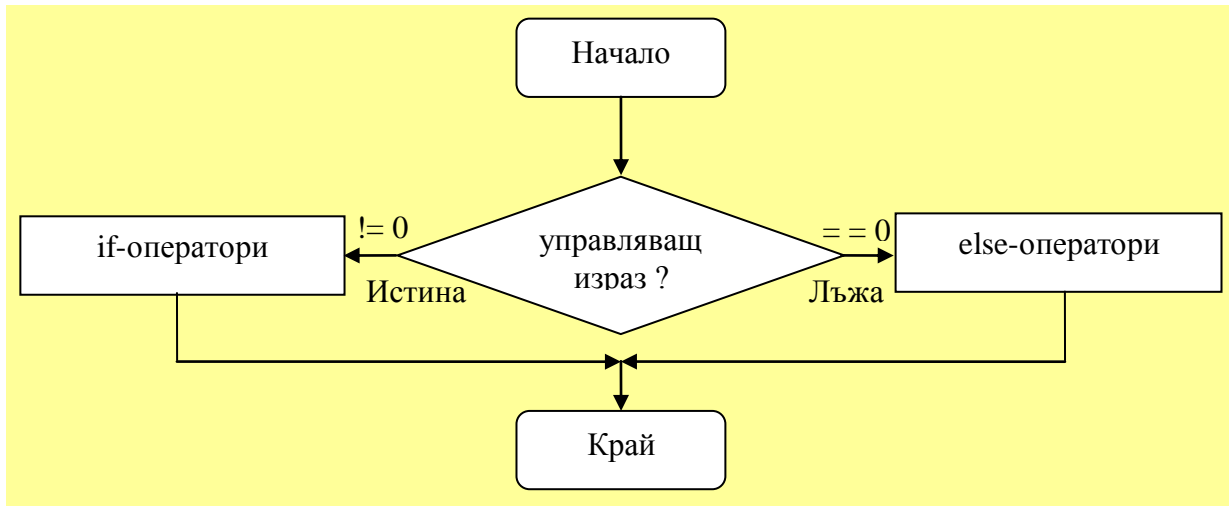 Начало
if-оператори
!= 0
Истина
управляващ
израз ?
= = 0
Лъжа
else-оператори
Край